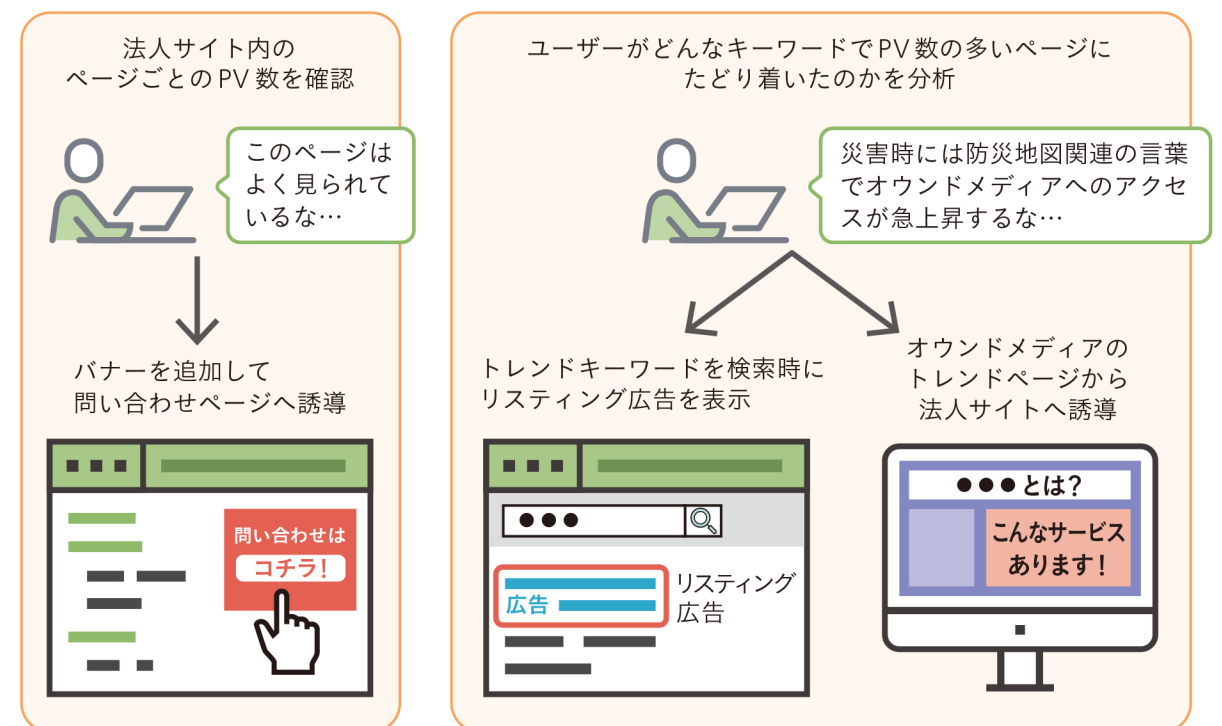 法人サイト内の
ページごとのPV数を確認
このページは
よく見られて
いるな…
バナーを追加して
問い合わせページへ誘導
問い合わせは
コチラ!
ユーザーがどんなキーワードでPV数の多いページに
たどり着いたのかを分析
災害時には防災地図関連の言葉
でオウンドメディアへのアクセ
スが急上昇するな…
トレンドキーワードを検索時に
リスティング広告を表示
●●●
広告
リスティング
広告
オウンドメディアの
トレンドページから
法人サイトへ誘導
●●●とは?
こんなサービス
あります!